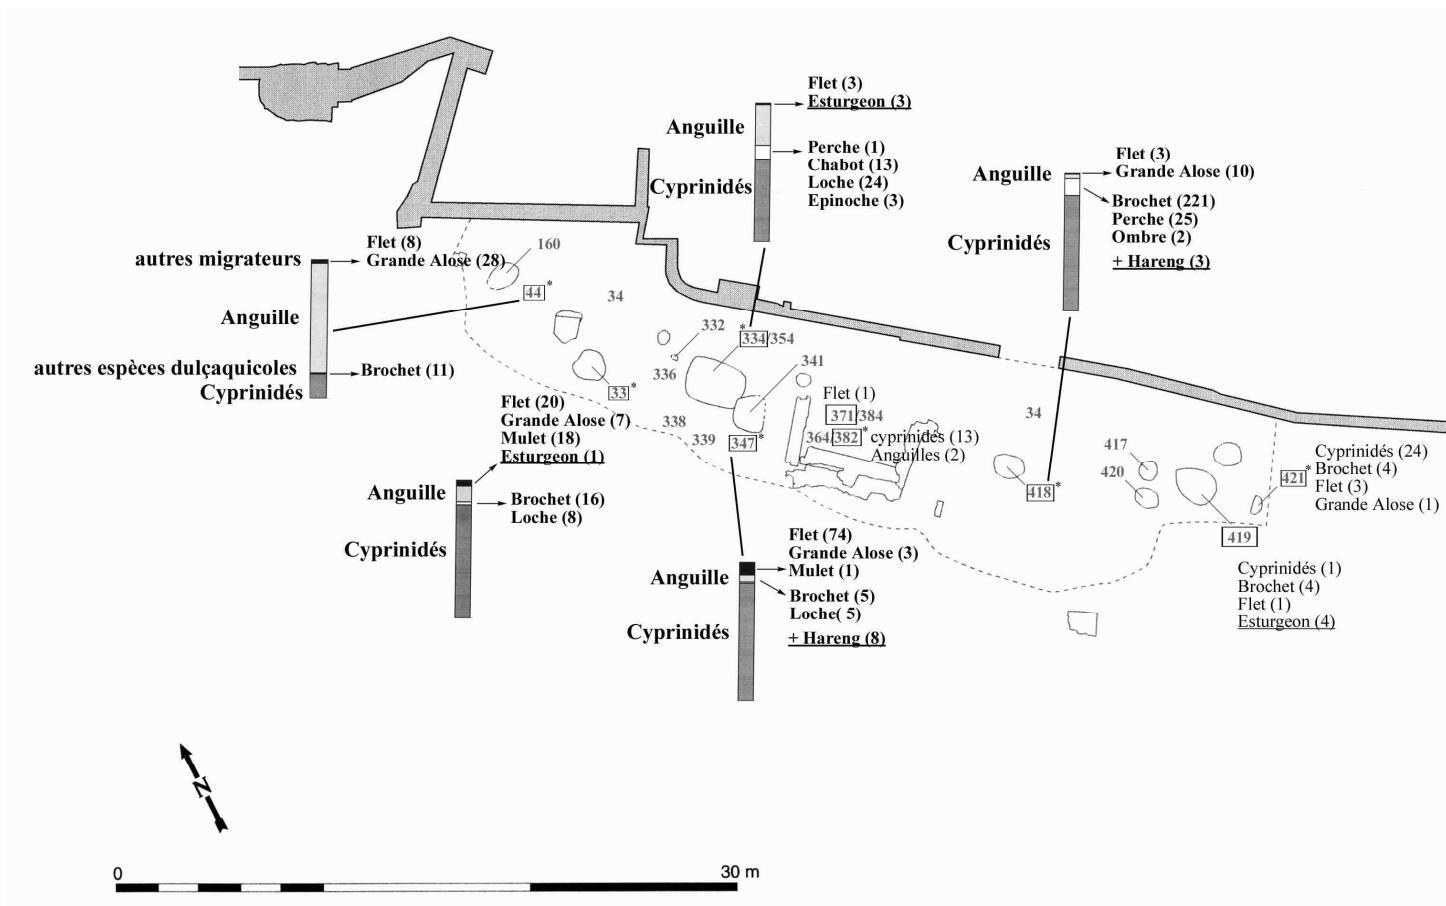 Flet (3)
Esturgeon (3)
Anguille
Perche (1)
Chabot (13)
Loche (24)
Epinoche (3)
Cyprinidés
Flet (3)
Grande Alose (10)
Anguille
Brochet (221)
Perche (25)
Ombre (2)
+ Hareng (3)
Cyprinidés
Flet (8)
Grande Alose (28)
autres migrateurs
Anguille
autres espèces dulçaquicoles
Cyprinidés
Brochet (11)
160
44*
34
332
*334/354
341
336
33*
338
339
347*
Flet (1)
371/384
364/382*
cyprinidés (13)
Anguilles (2)
34
417
420
418*
421*
Cyprinidés (24)
Brochet (4)
Flet (3)
Grande Alose (1)
419
Cyprinidés (1)
Brochet (4)
Flet (1)
Esturgeon (4)
Flet (20)
Grande Alose (7)
Mulet (18)
Esturgeon (1)
Anguille
Brochet (16)
Loche (8)
Cyprinidés
Flet (74)
Grande Alose (3)
Mulet (1)
Anguille
Brochet (5)
Loche( 5)
Cyprinidés
+ Hareng (8)
N
0
30 m